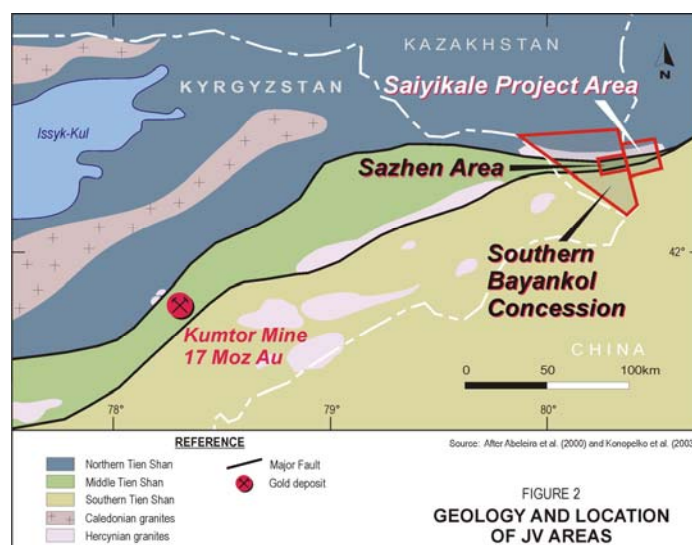 KAZAKHSTAN
KYRGYZSTAN
Saiyikale Project Area
N
Issyk-Kul
Sazhen Area
Southern
Bayankol
Concession
42°
Kumtor Mine
17 Moz Au
CHINA
0 50 100km
78° 79° 80°
REFERENCE
Source: After Abeleira et al. (2000) and Konopelko et al. (2003
Northern Tien Shan
Middle Tien Shan
Southern Tien Shan
Caledonian granites
Hercynian granites
Major Fault
Gold deposit
FIGURE 2
GEOLOGY AND LOCATION
OF JV AREAS